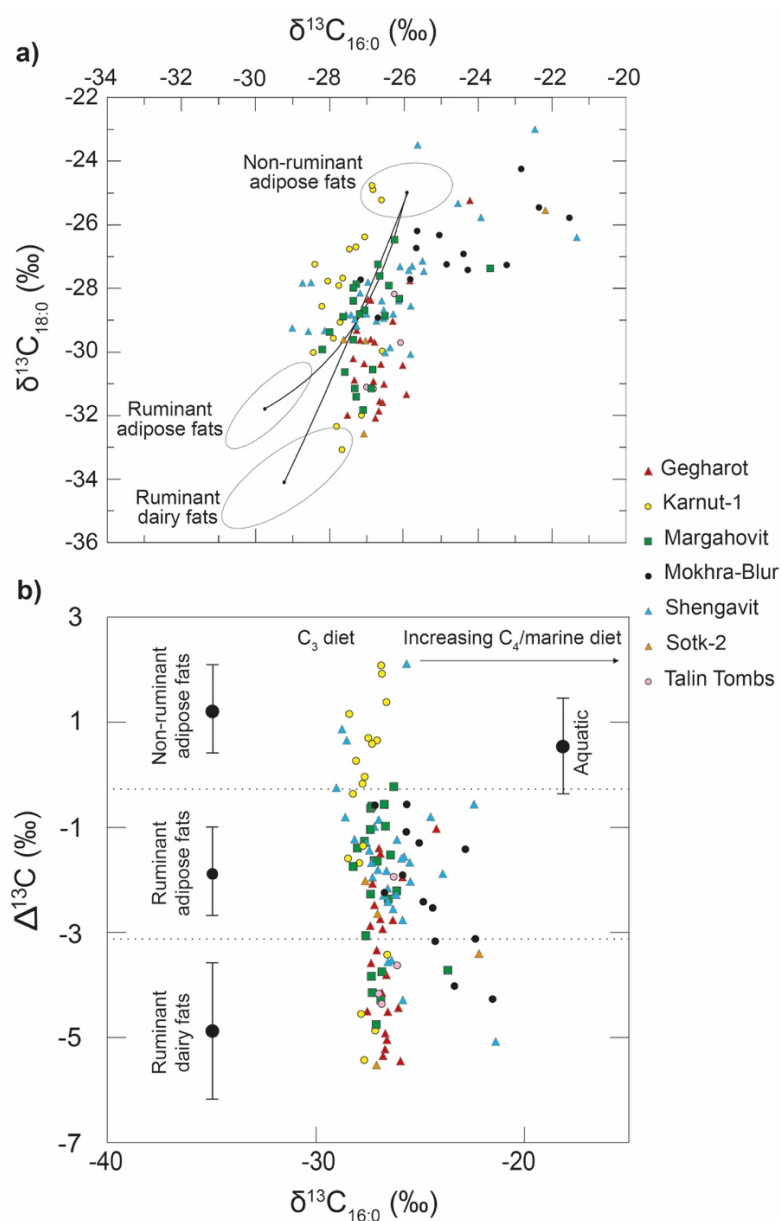 δ¹³C₁₆:₀ (‰)
a)
-34 -32 -30 -28 -26 -24 -22 -20
-22
-24
-26
-28
-30
-32
-34
-36
δ¹³C₁₈:₀ (‰)
Non-ruminant
adipose fats
Ruminant
adipose fats
Ruminant
dairy fats
Gegharot
Karnut-1
Margahovit
Mokhra-Blur
Shengavit
Sotk-2
Talin Tombs
b)
3
1
-1
-3
-5
-7
Δ¹³C (‰)
C₃ diet
Increasing C₄/marine diet
Non-ruminant
adipose fats
Ruminant
adipose fats
Ruminant
dairy fats
Aquatic
-40 -30 -20
δ¹³C₁₆:₀ (‰)